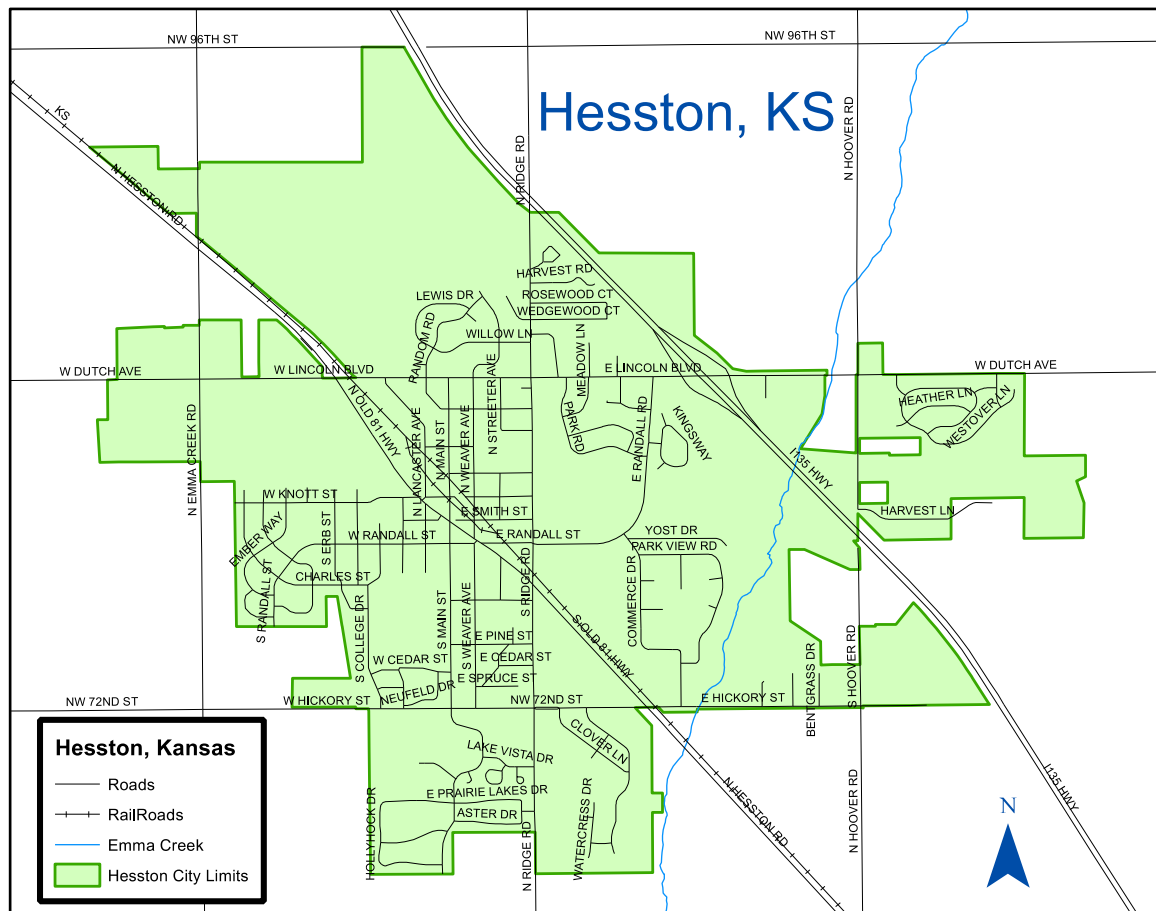 NW 96TH ST
NW 96TH ST
Hesston, KS
KS
N HESSTON RD
N RIDGE RD
N HOOVER RD
HARVEST RD
LEWIS DR
ROSEWOOD CT
WEDGEWOOD CT
RANDOM RD
WILLOW LN
MEADOW LN
W DUTCH AVE
W LINCOLN BLVD
E LINCOLN BLVD
W DUTCH AVE
N OLD 81 HWY
N STREETER AVE
PARK RD
E RANDALL RD
KINGSWAY
HEATHER LN
WESTOVER LN
N EMMA CREEK RD
N LANCASTER AVE
N MAIN ST
N WEAVER AVE
I135 HWY
W KNOTT ST
E SMITH ST
HARVEST LN
EMBER WAY
S ERB ST
W RANDALL ST
E RANDALL ST
YOST DR
PARK VIEW RD
CHARLES ST
S RANDALL ST
S COLLEGE DR
S MAIN ST
S WEAVER AVE
S RIDGE RD
COMMERCE DR
S OLD 81 HWY
E PINE ST
W CEDAR ST
E CEDAR ST
NEUFELD DR
E SPRUCE ST
BENTGRASS DR
S HOOVER RD
NW 72ND ST
W HICKORY ST
NW 72ND ST
E HICKORY ST
CLOVER LN
LAKE VISTA DR
E PRAIRIE LAKES DR
ASTER DR
HOLLYHOCK DR
N RIDGE RD
WATERCRESS DR
N HESSTON RD
N HOOVER RD
I135 HWY
Hesston, Kansas
Roads
RailRoads
Emma Creek
Hesston City Limits
N